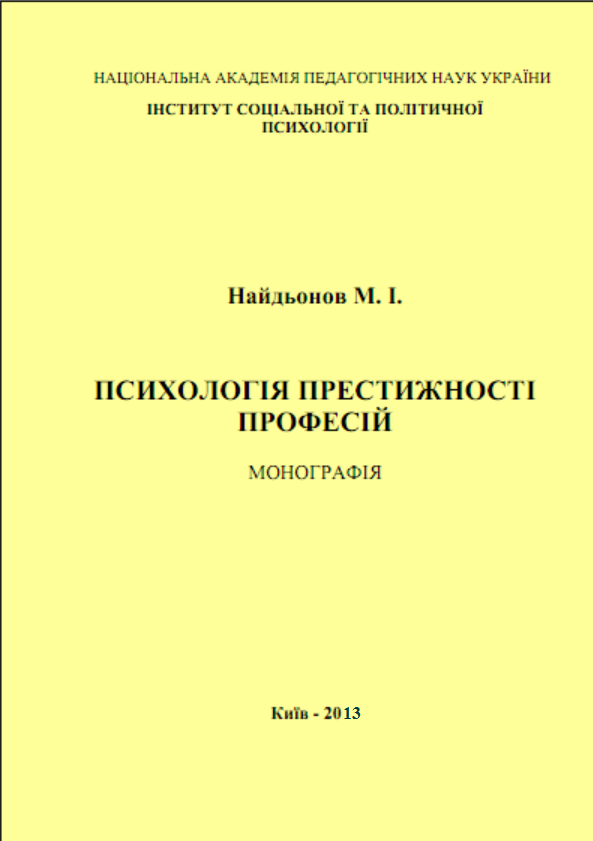 НАЦІОНАЛЬНА АКАДЕМІЯ ПЕДАГОГІЧНИХ НАУК УКРАЇНИ
ІНСТИТУТ СОЦІАЛЬНОЇ ТА ПОЛІТИЧНОЇ
ПСИХОЛОГІЇ
Найдьонов М. І.
ПСИХОЛОГІЯ ПРЕСТИЖНОСТІ
ПРОФЕСІЙ
МОНОГРАФІЯ
Київ - 2013